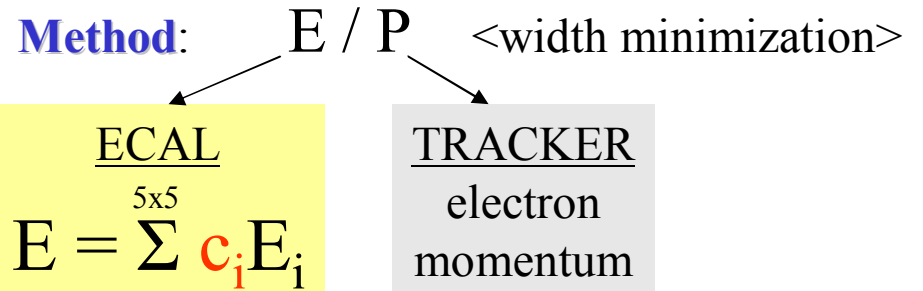 Method: E / P <width minimization>
ECAL
5x5
E = Σ cᵢEᵢ
TRACKER
electron
momentum